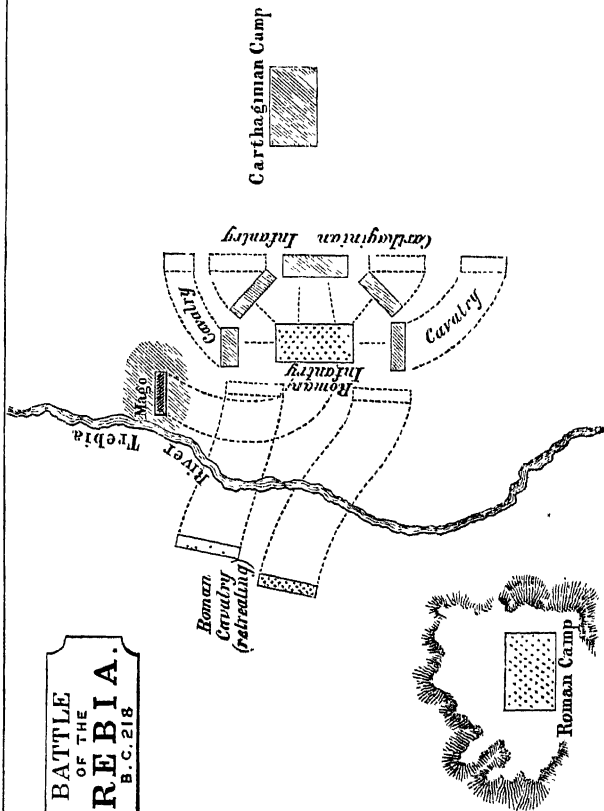 BATTLE
OF THE
REBIA.
B.C. 218
Carthaginian Camp
Carthaginian Infantry
Cavalry
Cavalry
Roman
Infantry
Mago
River Trebia
Roman
Cavalry
(retreating)
Roman Camp